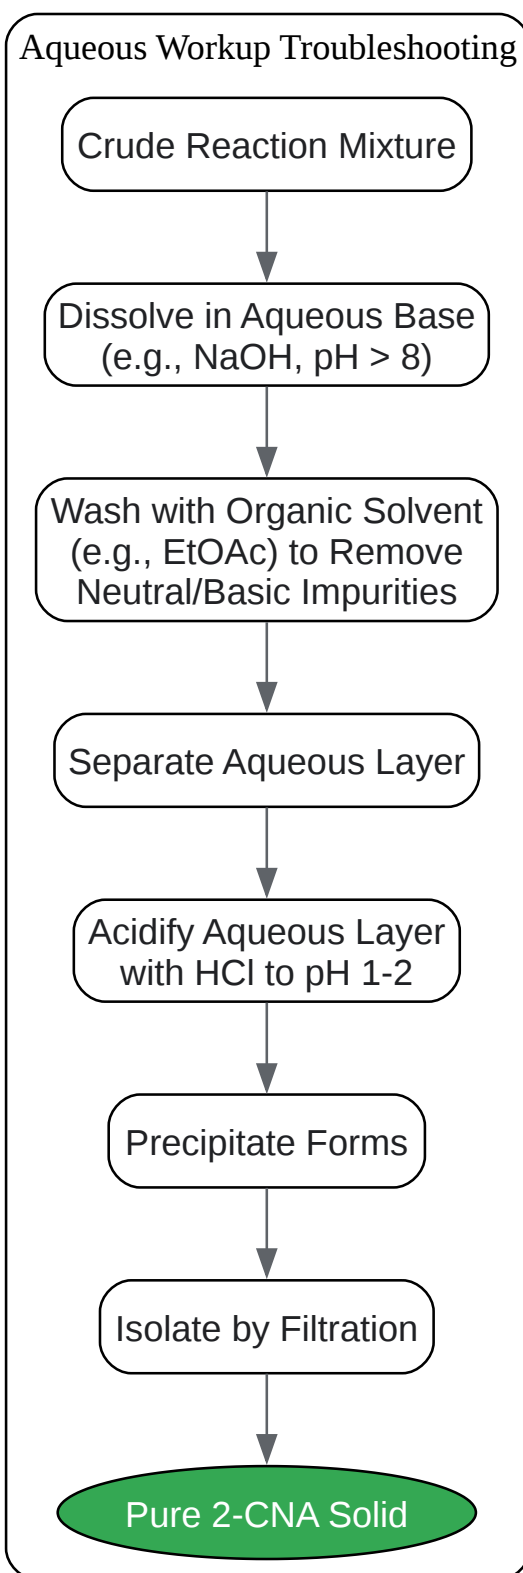 Aqueous Workup Troubleshooting
Crude Reaction Mixture
Dissolve in Aqueous Base
(e.g., NaOH, pH > 8)
Wash with Organic Solvent
(e.g., EtOAc) to Remove
Neutral/Basic Impurities
Separate Aqueous Layer
Acidify Aqueous Layer
with HCl to pH 1-2
Precipitate Forms
Isolate by Filtration
Pure 2-CNA Solid